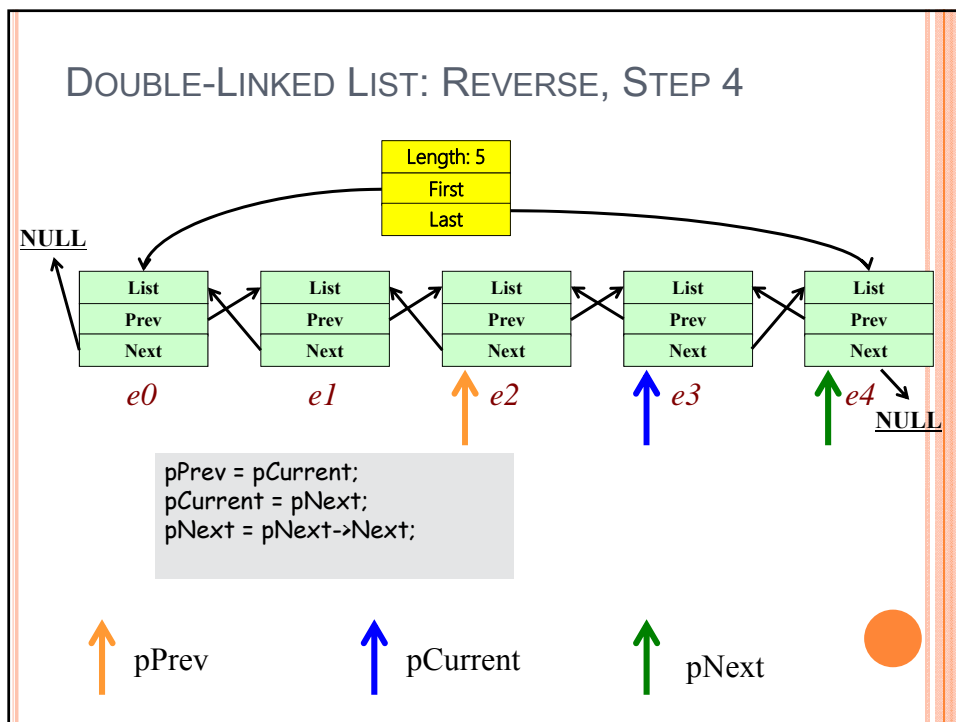 DOUBLE-LINKED LIST: REVERSE, STEP 4
Length: 5
First
Last
NULL
List List List List List
Prev Prev Prev Prev Prev
Next Next Next Next Next
e0 e1 e2 e3 e4
NULL
pPrev = pCurrent;
pCurrent = pNext;
pNext = pNext->Next;
pPrev pCurrent pNext